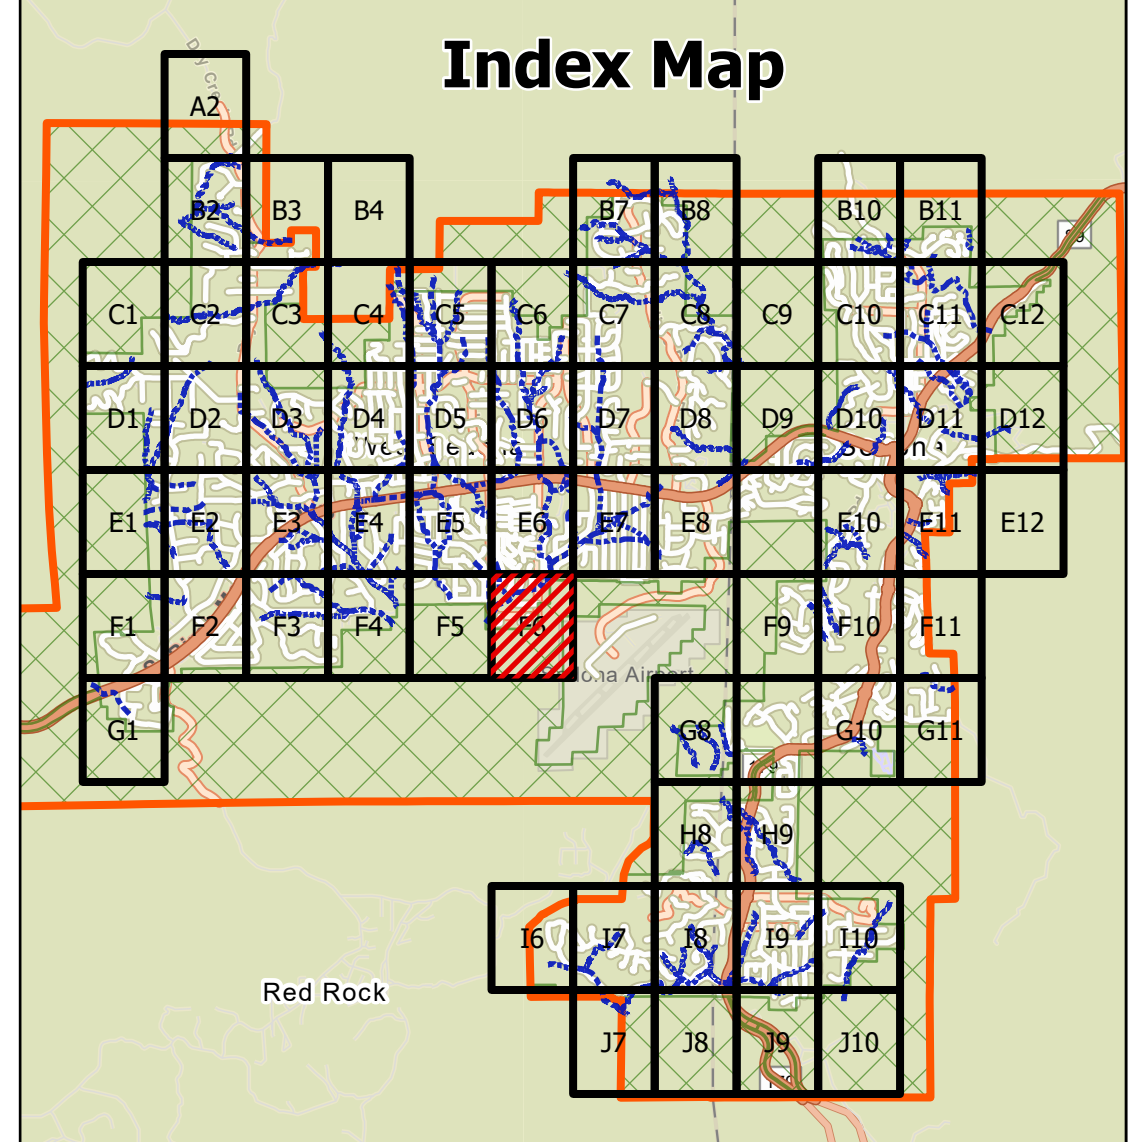 Index Map
A2
B2 B3 B4 B7 B8 B10 B11
C1 C2 C3 C4 C5 C6 C7 C8 C9 C10 C11 C12
D1 D2 D3 D4 D5 D6 D7 D8 D9 D10 D11 D12
E1 E2 E3 E4 E5 E6 E7 E8 E10 E11 E12
F1 F2 F3 F4 F5 F6 F9 F10 F11
Airport
G1 G8 G10 G11
H8 H9
I6 I7 I8 I9 I10
Red Rock
J7 J8 J9 J10